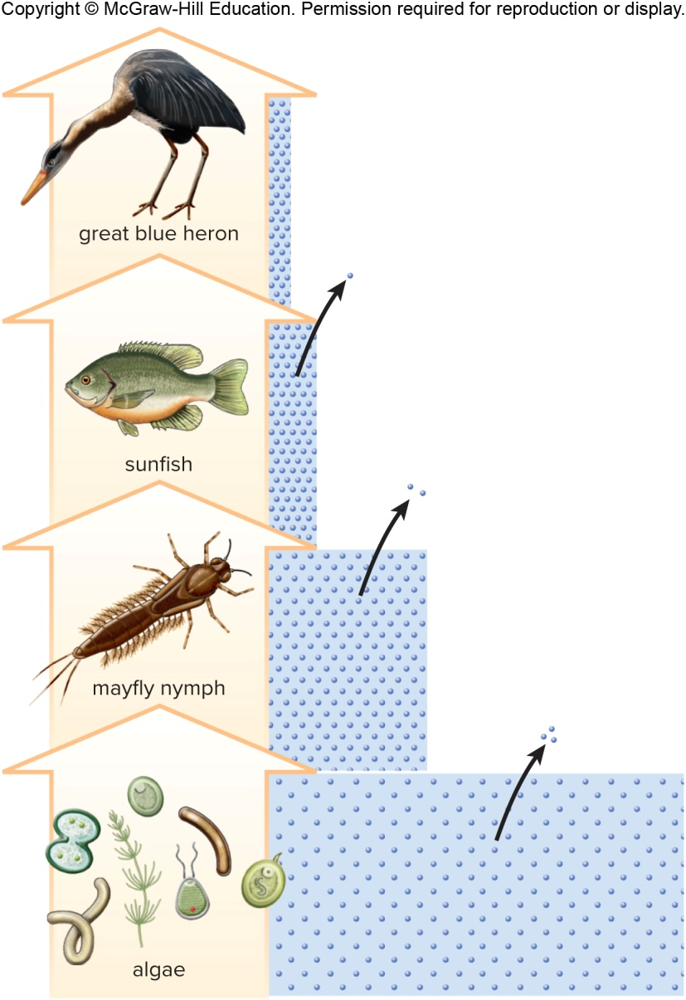 Copyright © McGraw-Hill Education. Permission required for reproduction or display.
great blue heron
sunfish
mayfly nymph
algae